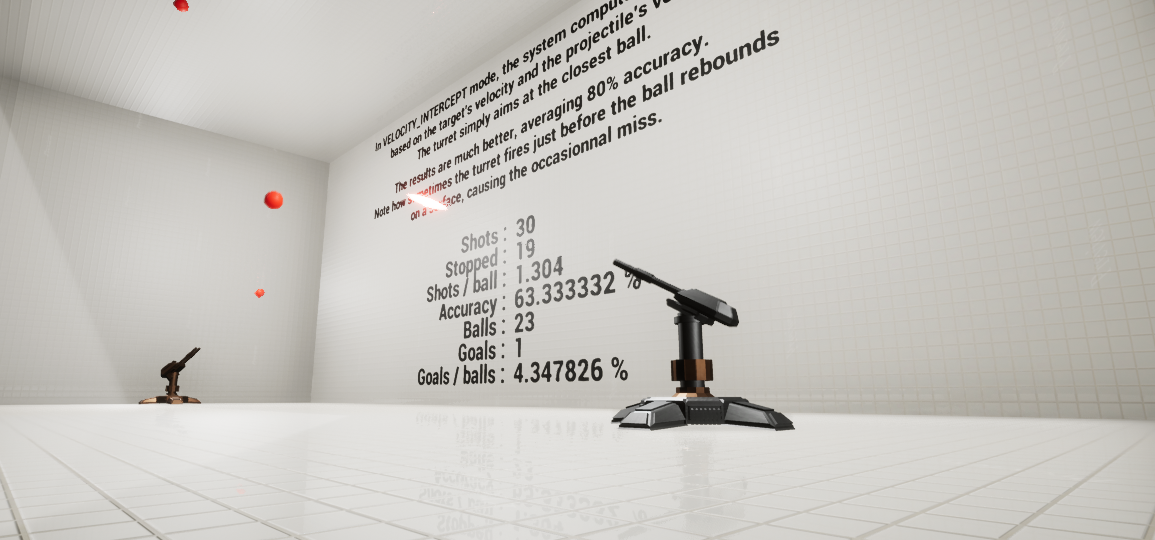 In VELOCITY_INTERCEPT mode, the system
based on the target's velocity and the projectile's
The turret simply aims at the closest ball.
The results are much better, averaging 80% accuracy.
Note how sometimes the turret fires just before the ball rebounds
on a surface, causing the occasionnal miss.
Shots : 30
Stopped : 19
Shots / ball : 1.304
Accuracy : 63.333332 %
Balls : 23
Goals : 1
Goals / balls : 4.347826 %